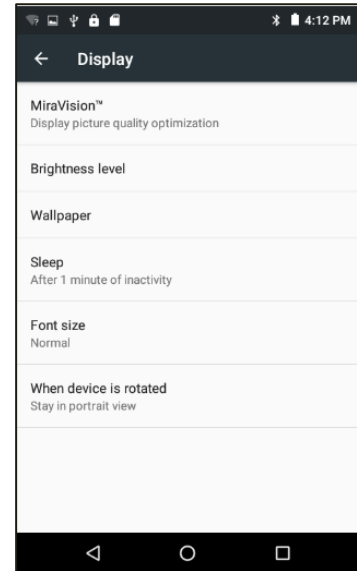 4:12 PM
Display
MiraVision™
Display picture quality optimization
Brightness level
Wallpaper
Sleep
After 1 minute of inactivity
Font size
Normal
When device is rotated
Stay in portrait view